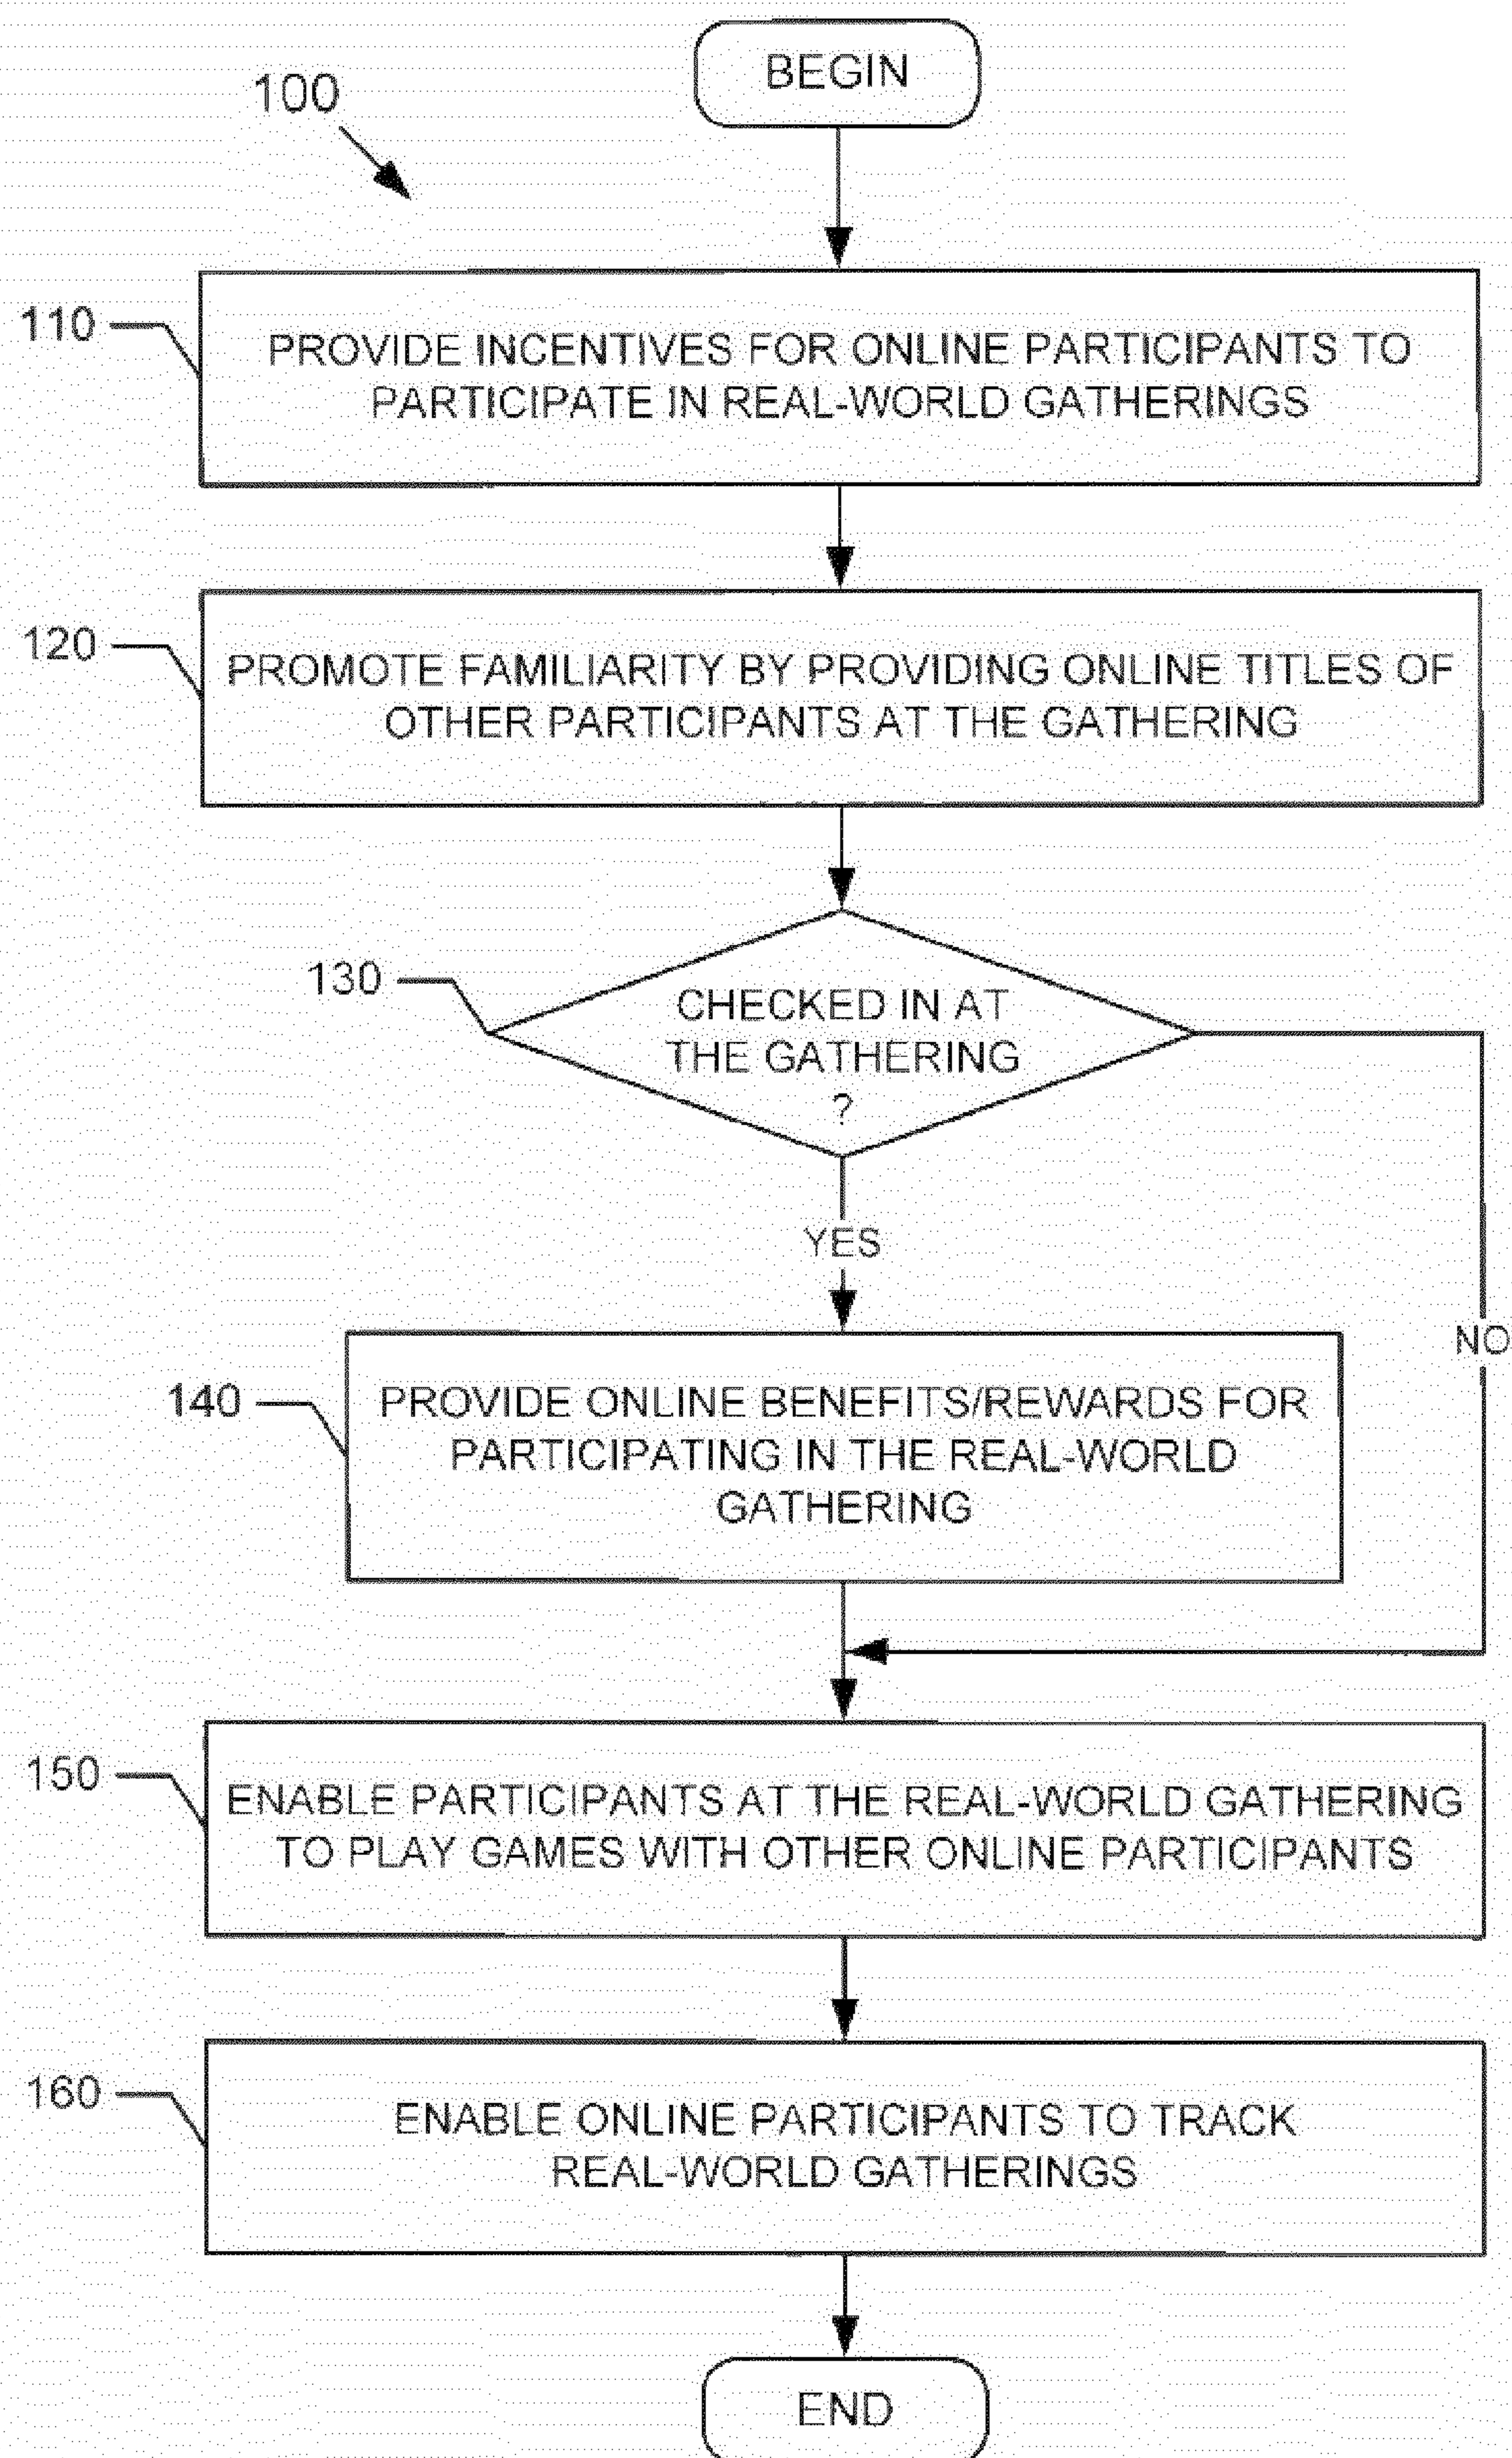 BEGIN
100
110
PROVIDE INCENTIVES FOR ONLINE PARTICIPANTS TO
PARTICIPATE IN REAL-WORLD GATHERINGS
120
PROMOTE FAMILIARITY BY PROVIDING ONLINE TITLES OF
OTHER PARTICIPANTS AT THE GATHERING
130
CHECKED IN AT
THE GATHERING
?
YES
NO
140
PROVIDE ONLINE BENEFITS/REWARDS FOR
PARTICIPATING IN THE REAL-WORLD
GATHERING
150
ENABLE PARTICIPANTS AT THE REAL-WORLD GATHERING
TO PLAY GAMES WITH OTHER ONLINE PARTICIPANTS
160
ENABLE ONLINE PARTICIPANTS TO TRACK
REAL-WORLD GATHERINGS
END